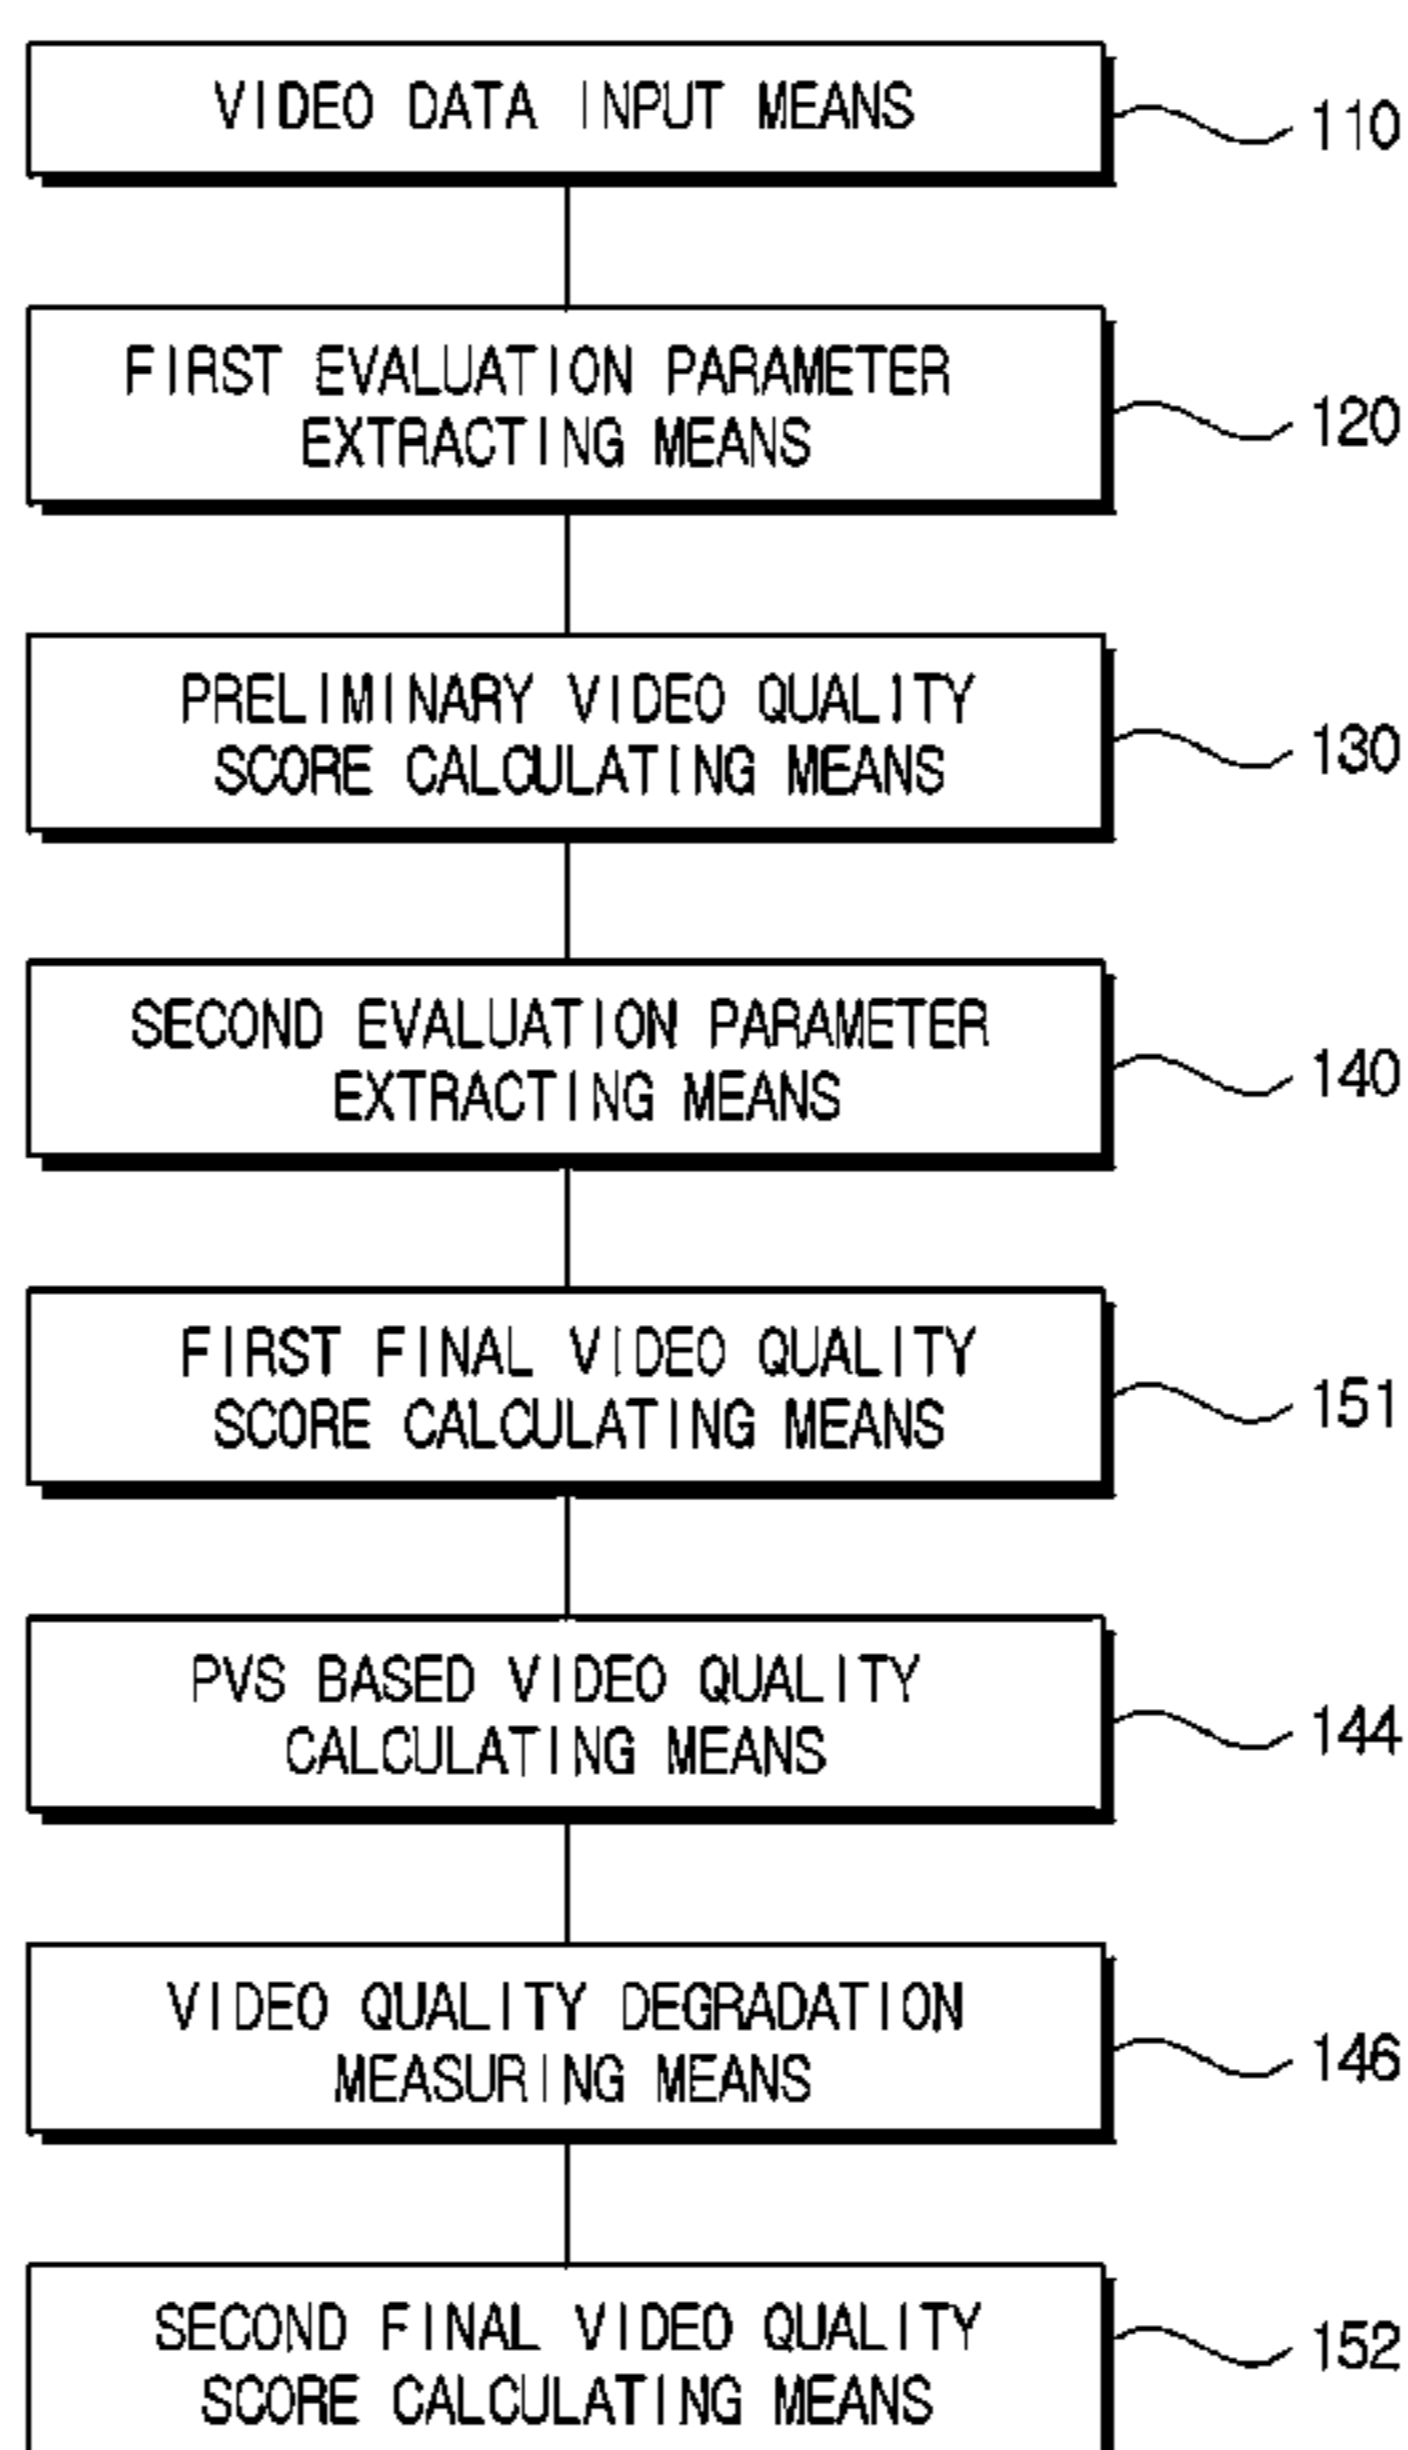 VIDEO DATA INPUT MEANS
110
FIRST EVALUATION PARAMETER
EXTRACTING MEANS
120
PRELIMINARY VIDEO QUALITY
SCORE CALCULATING MEANS
130
SECOND EVALUATION PARAMETER
EXTRACTING MEANS
140
FIRST FINAL VIDEO QUALITY
SCORE CALCULATING MEANS
151
PVS BASED VIDEO QUALITY
CALCULATING MEANS
144
VIDEO QUALITY DEGRADATION
MEASURING MEANS
146
SECOND FINAL VIDEO QUALITY
SCORE CALCULATING MEANS
152